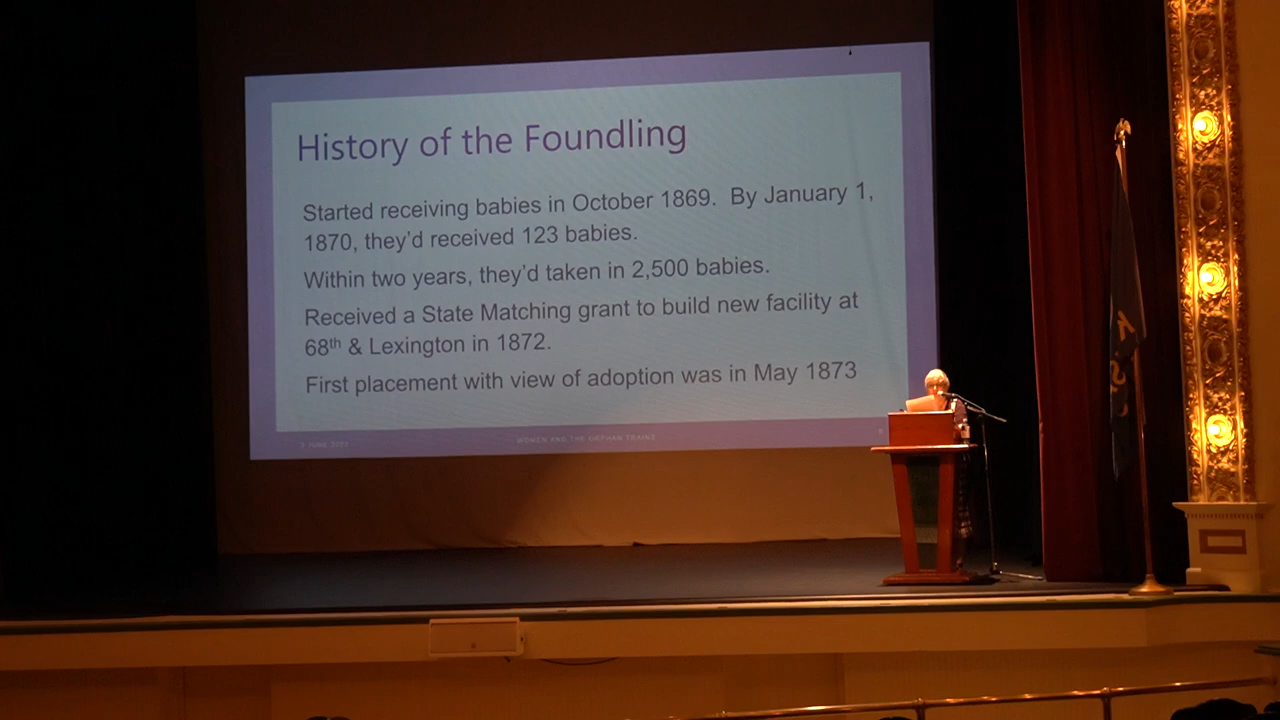 History of the Foundling
Started receiving babies in October 1869. By January 1,
1870, they'd received 123 babies.
Within two years, they'd taken in 2,500 babies.
Received a State Matching grant to build new facility at
68th & Lexington in 1872.
First placement with view of adoption was in May 1873
WOMEN AND THE ORPHAN TRAINS